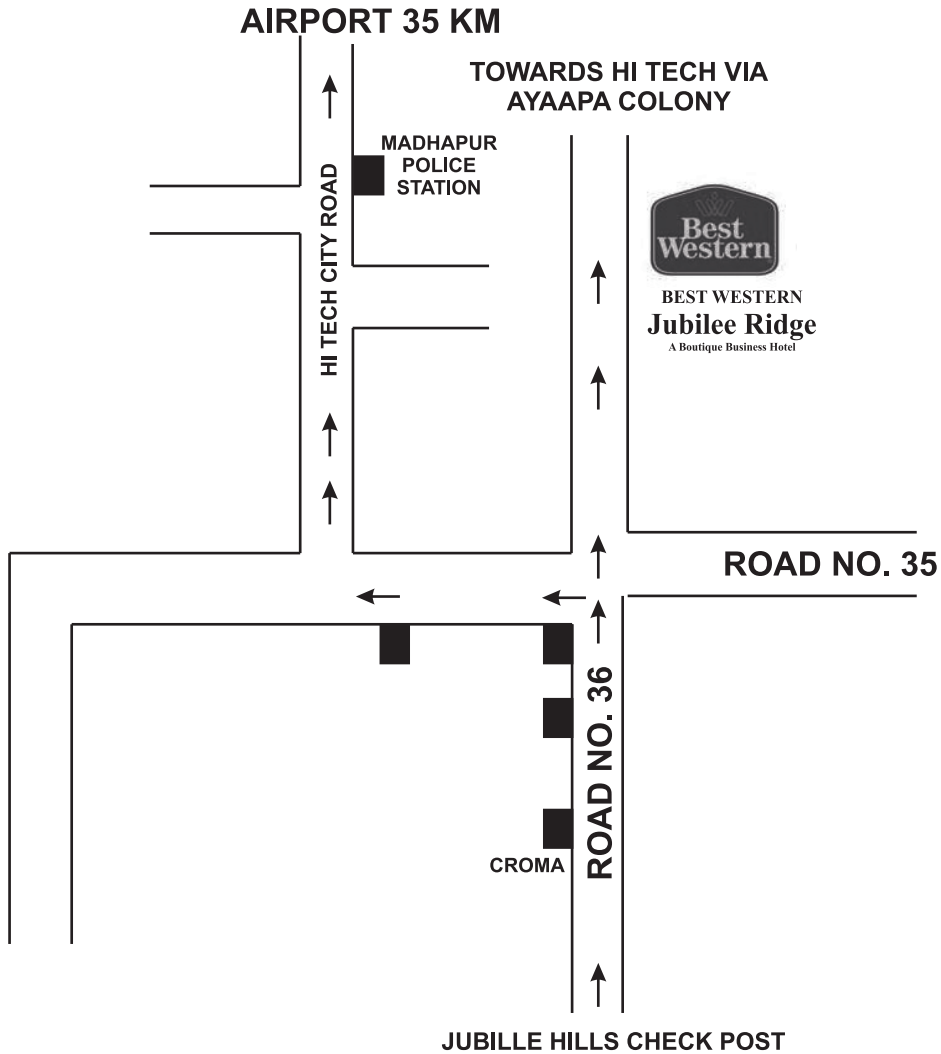 AIRPORT 35 KM
TOWARDS HI TECH VIA
AYAAPA COLONY
MADHAPUR
POLICE
STATION
HI TECH CITY ROAD
Best
Western
BEST WESTERN
Jubilee Ridge
A Boutique Business Hotel
ROAD NO. 35
ROAD NO. 36
CROMA
JUBILLE HILLS CHECK POST